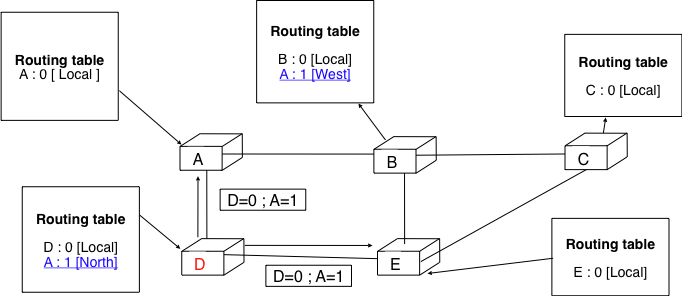 Routing table
A : 0 [ Local ]
Routing table
B : 0 [Local]
A : 1 [West]
Routing table
C : 0 [Local]
A
B
C
D=0 ; A=1
Routing table
D : 0 [Local]
A : 1 [North]
D
E
D=0 ; A=1
Routing table
E : 0 [Local]